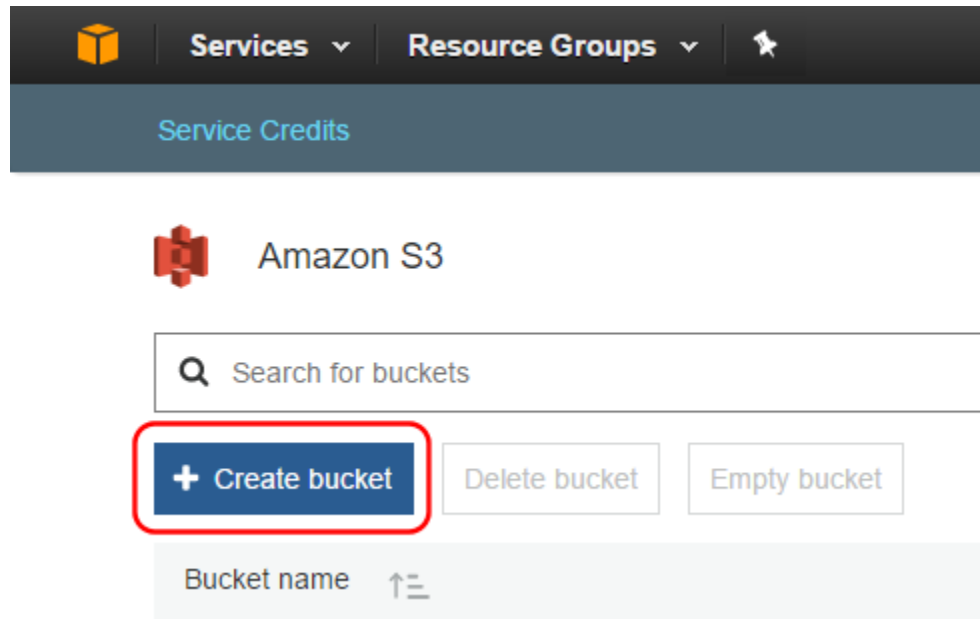 Services Resource Groups
Service Credits
Amazon S3
Search for buckets
+ Create bucket Delete bucket Empty bucket
Bucket name